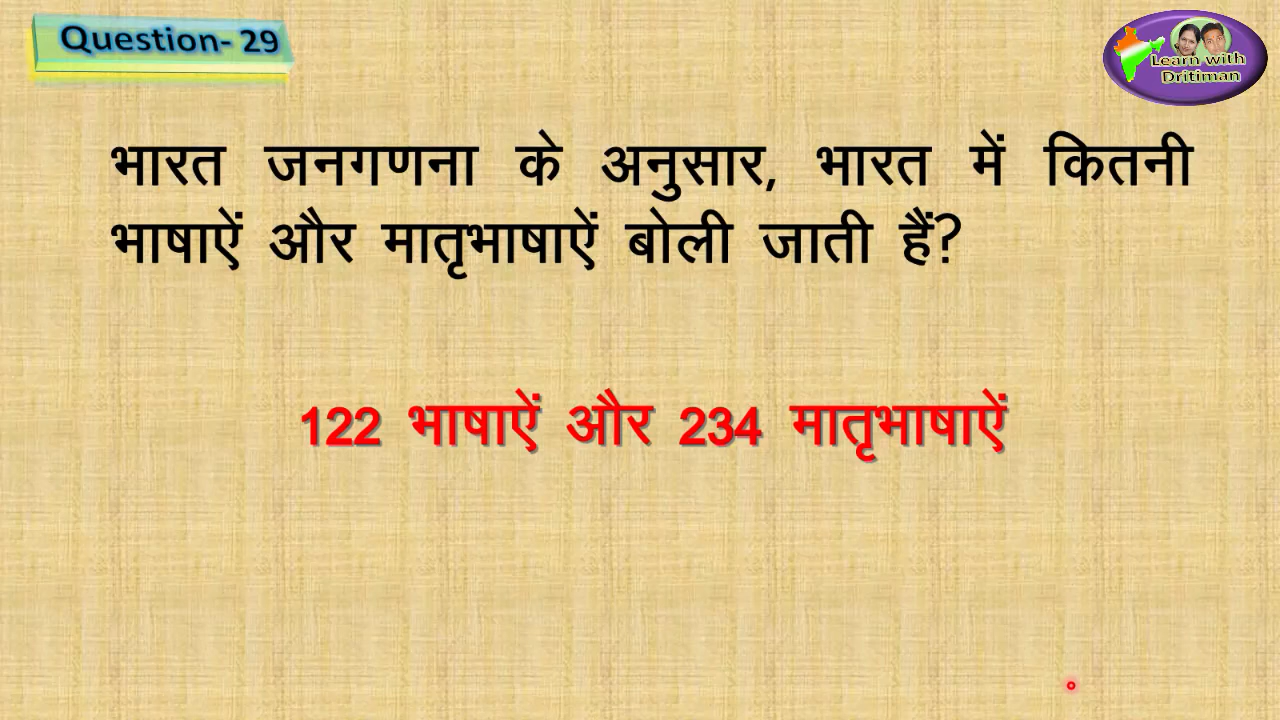 Question- 29
Learn with
Dritiman
भारत जनगणना के अनुसार, भारत में कितनी
भाषाऐं और मातृभाषाऐं बोली जाती हैं?
122 भाषाऐं और 234 मातृभाषाऐं